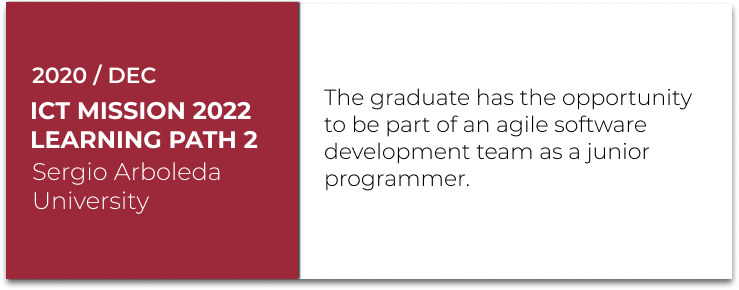 2020 / DEC
ICT MISSION 2022
LEARNING PATH 2
Sergio Arboleda
University
The graduate has the opportunity
to be part of an agile software
development team as a junior
programmer.